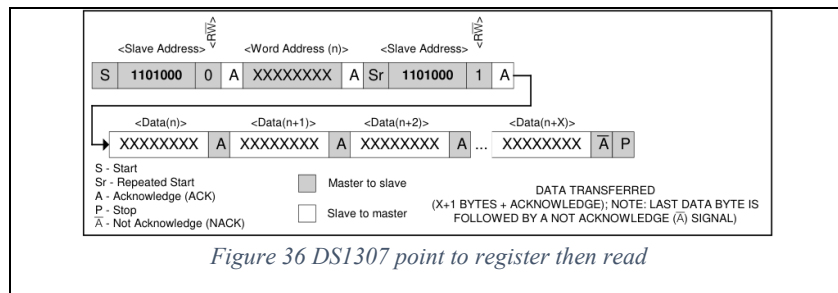 <Slave Address> <RW̅> <Word Address (n)> <Slave Address> <RW̅>
S 1101000 0 A XXXXXXXX A Sr 1101000 1 A
<Data(n)> <Data(n+1)> <Data(n+2)> <Data(n+X)>
XXXXXXXX A XXXXXXXX A XXXXXXXX A ... XXXXXXXX A̅ P
S - Start
Sr - Repeated Start
A - Acknowledge (ACK)
P - Stop
A̅ - Not Acknowledge (NACK)
Master to slave
Slave to master
DATA TRANSFERRED
(X+1 BYTES + ACKNOWLEDGE); NOTE: LAST DATA BYTE IS
FOLLOWED BY A NOT ACKNOWLEDGE (A̅) SIGNAL)
Figure 36 DS1307 point to register then read